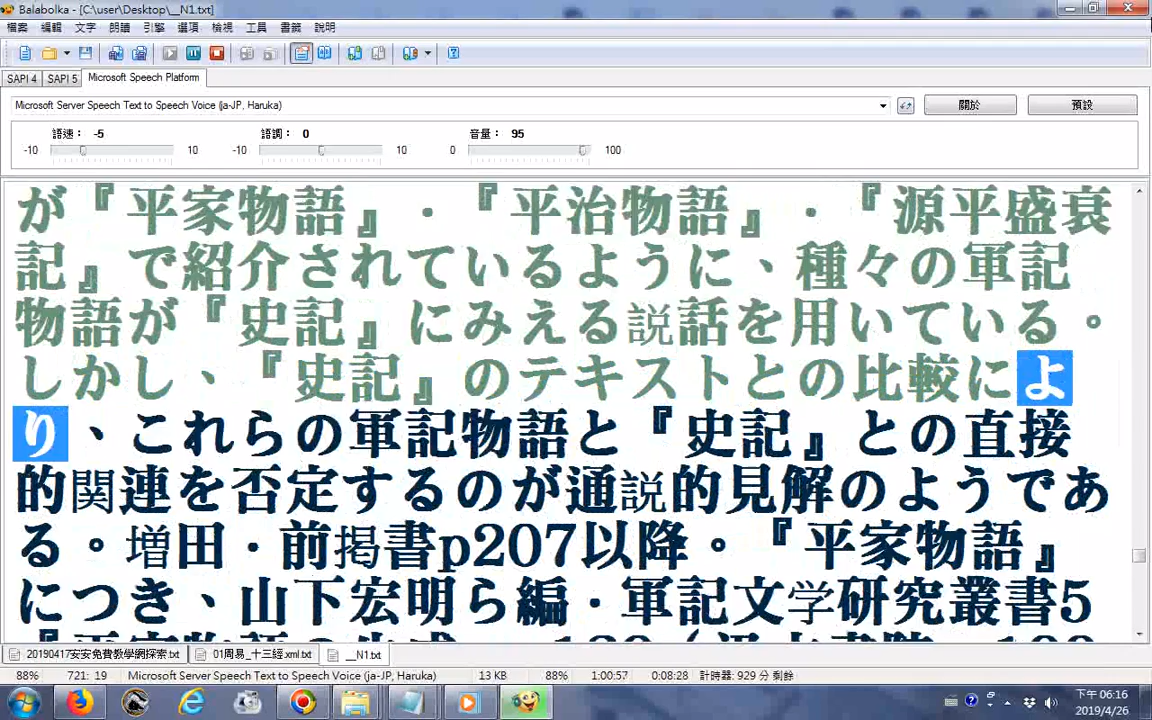 Balabolka - [C:\user\Desktop\__N1.txt]
檔案 編輯 文字 朗讀 引擎 選項 檢視 工具 書籤 說明
SAPI 4 SAPI 5 Microsoft Speech Platform
Microsoft Server Speech Text to Speech Voice (ja-JP, Haruka) 關於 預設
語速： -5 語調： 0 音量： 95
-10 10 -10 10 0 100
が『平家物語』·『平治物語』·『源平盛衰
記』で紹介されているように、種々の軍記
物語が『史記』にみえる説話を用いている。
しかし、『史記』のテキストとの比較によ
り、これらの軍記物語と『史記』との直接
的関連を否定するのが通説的見解のようであ
る。増田·前掲書p207以降。『平家物語』
につき、山下宏明ら編·軍記文学研究叢書5
20190417安安免費教學網探索.txt 01周易_十三經.xml.txt __N1.txt
88% 721: 19 Microsoft Server Speech Text to Speech Voice (ja-JP, Haruka) 13 KB 88% 1:00:57 0:08:28 計時器: 929 分 剩餘
下午 06:16
2019/4/26